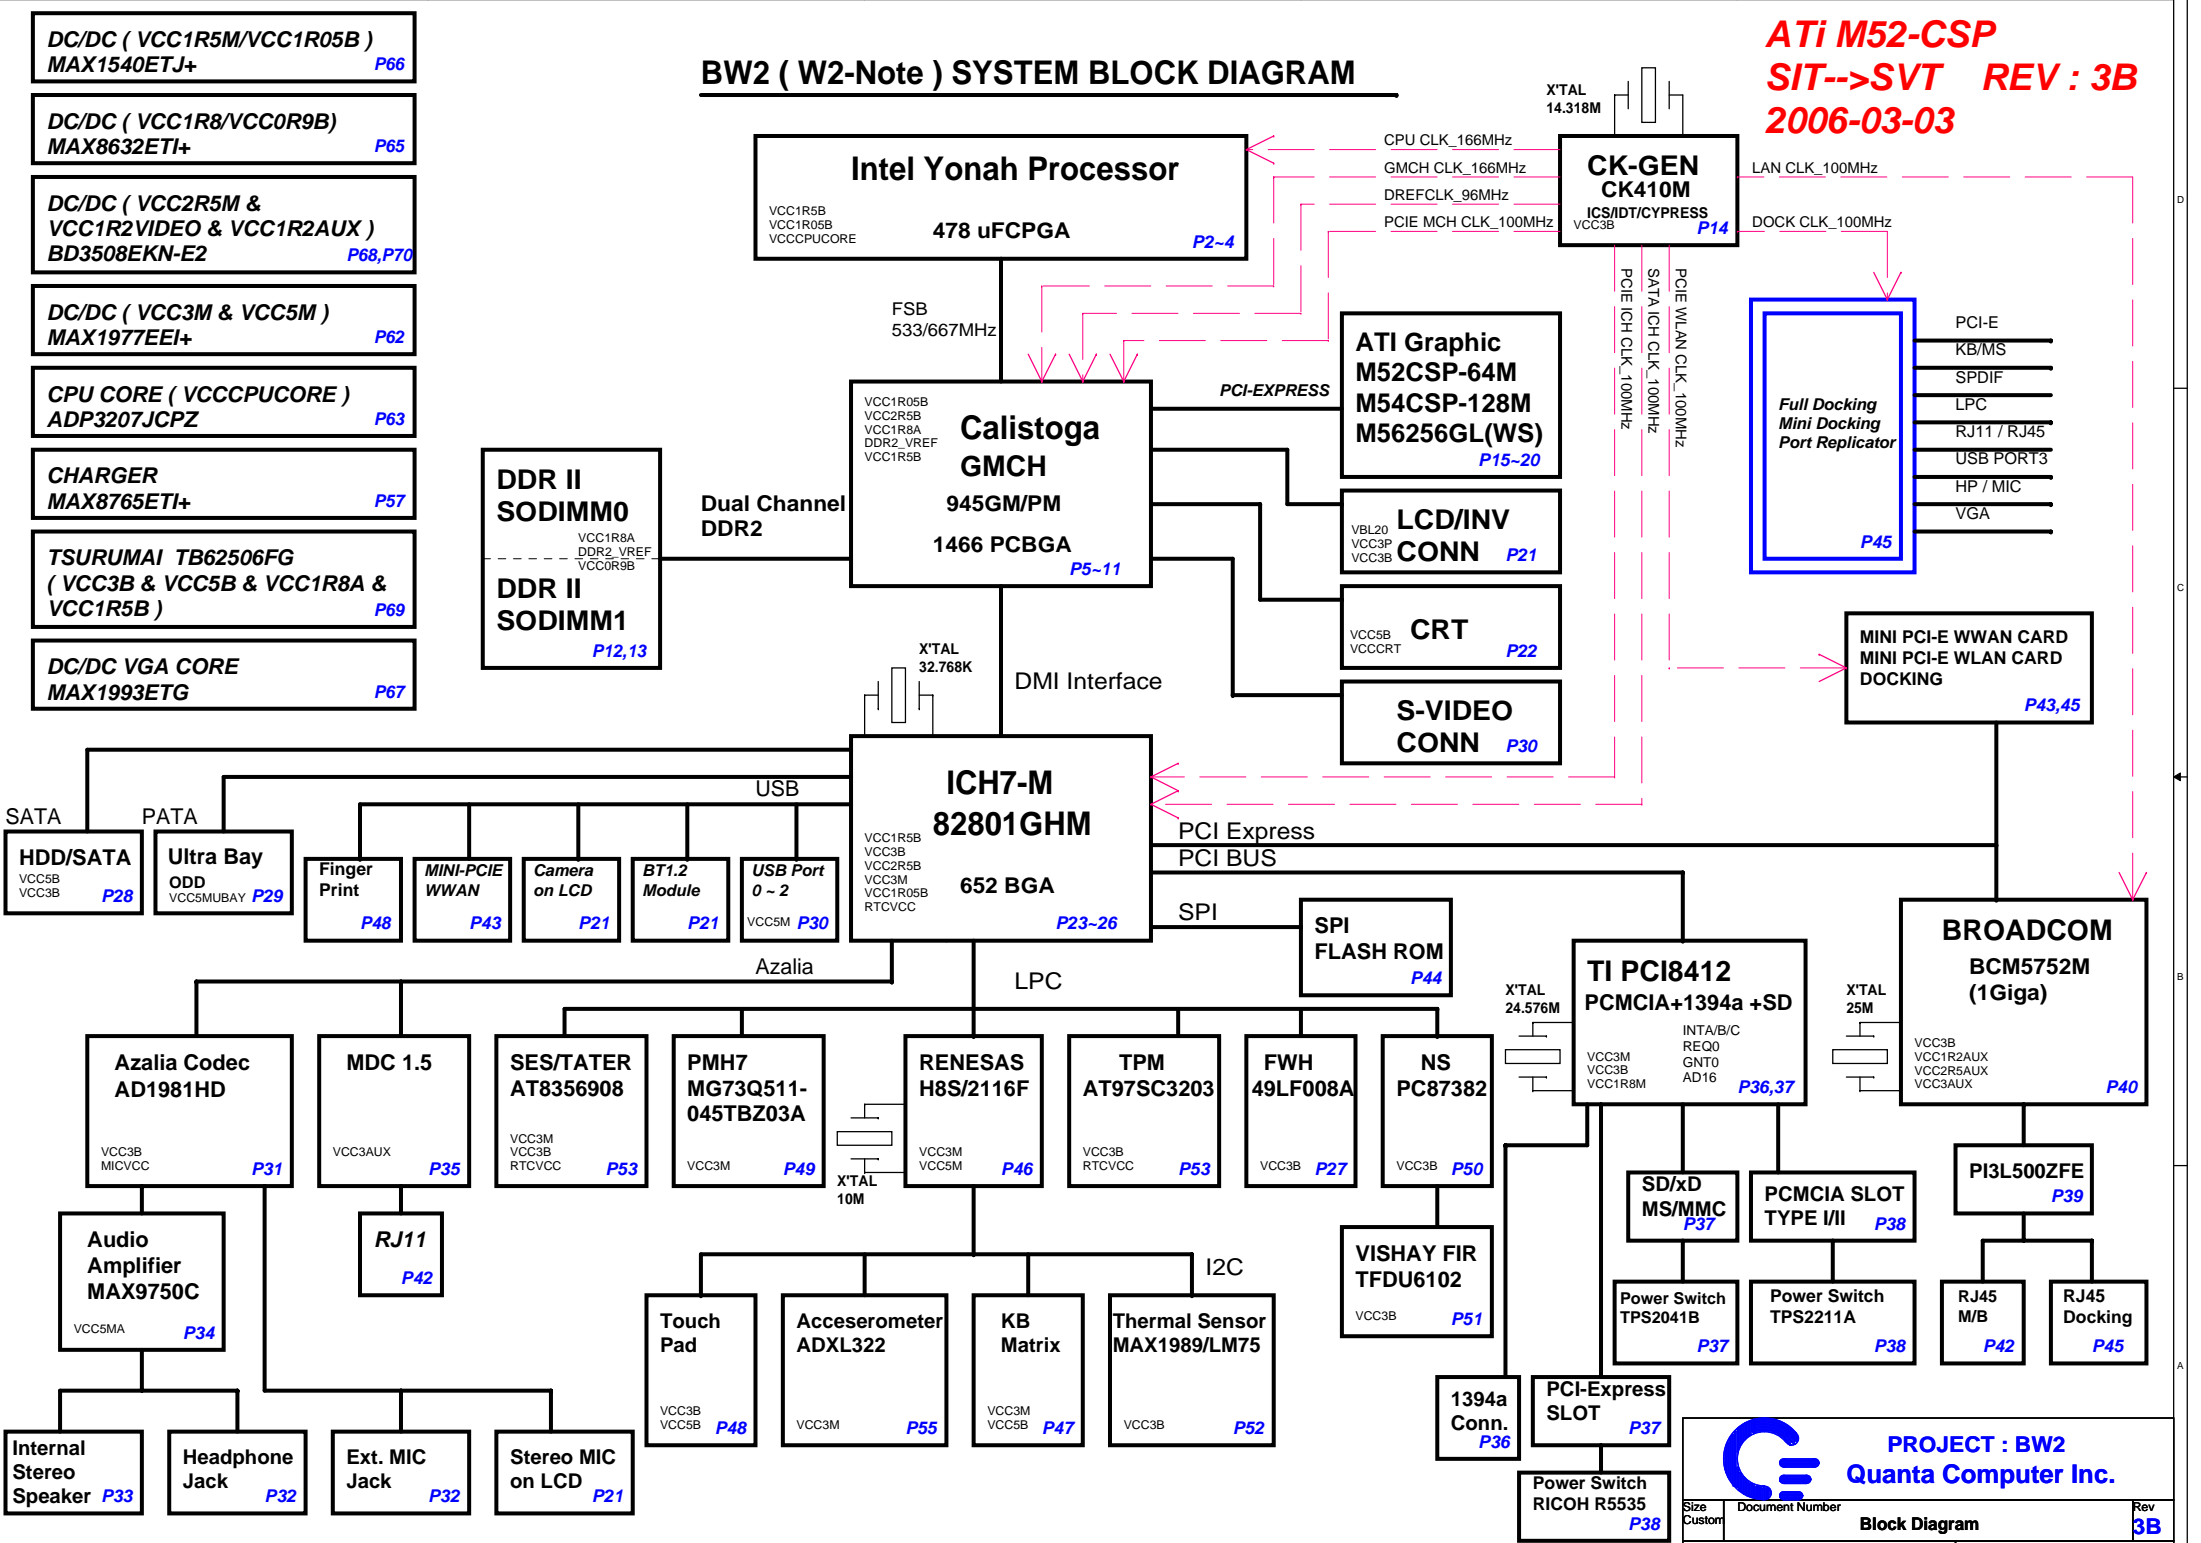 BW2 ( W2-Note ) SYSTEM BLOCK DIAGRAM
ATi M52-CSP
SIT-->SVT REV : 3B
2006-03-03
DC/DC ( VCC1R5M/VCC1R05B )
MAX1540ETJ+ P66
DC/DC ( VCC1R8/VCC0R9B)
MAX8632ETI+ P65
DC/DC ( VCC2R5M &
VCC1R2VIDEO & VCC1R2AUX )
BD3508EKN-E2 P68,P70
DC/DC ( VCC3M & VCC5M )
MAX1977EEI+ P62
CPU CORE ( VCCCPUCORE )
ADP3207JCPZ P63
CHARGER
MAX8765ETI+ P57
TSURUMAI TB62506FG
( VCC3B & VCC5B & VCC1R8A &
VCC1R5B ) P69
DC/DC VGA CORE
MAX1993ETG P67
Intel Yonah Processor
VCC1R5B
VCC1R05B
VCCCPUCORE
478 uFCPGA
P2~4
X'TAL
14.318M
CPU CLK_166MHz
GMCH CLK_166MHz
DREFCLK_96MHz
PCIE MCH CLK_100MHz
CK-GEN
CK410M
ICS/IDT/CYPRESS
VCC3B P14
LAN CLK_100MHz
DOCK CLK_100MHz
PCIE ICH CLK_100MHz
SATA ICH CLK_100MHz
PCIE WLAN CLK_100MHz
FSB
533/667MHz
VCC1R05B
VCC2R5B
VCC1R8A
DDR2_VREF
VCC1R5B
Calistoga
GMCH
945GM/PM
1466 PCBGA
P5~11
PCI-EXPRESS
ATI Graphic
M52CSP-64M
M54CSP-128M
M56256GL(WS)
P15~20
Full Docking
Mini Docking
Port Replicator
P45
PCI-E
KB/MS
SPDIF
LPC
RJ11 / RJ45
USB PORT3
HP / MIC
VGA
DDR II
SODIMM0
VCC1R8A
DDR2_VREF
VCC0R9B
DDR II
SODIMM1
P12,13
Dual Channel
DDR2
VBL20
VCC3P
VCC3B
LCD/INV
CONN P21
VCC5B
VCCCRT
CRT
P22
S-VIDEO
CONN P30
MINI PCI-E WWAN CARD
MINI PCI-E WLAN CARD
DOCKING
P43,45
X'TAL
32.768K
DMI Interface
ICH7-M
82801GHM
VCC1R5B
VCC3B
VCC2R5B
VCC3M
VCC1R05B
RTCVCC
652 BGA
P23~26
SATA
PATA
USB
HDD/SATA
VCC5B
VCC3B P28
Ultra Bay
ODD
VCC5MUBAY P29
Finger
Print
P48
MINI-PCIE
WWAN
P43
Camera
on LCD
P21
BT1.2
Module
P21
USB Port
0 ~ 2
VCC5M P30
PCI Express
PCI BUS
SPI
SPI
FLASH ROM
P44
Azalia
LPC
TI PCI8412
PCMCIA+1394a +SD
INTA/B/C
REQ0
GNT0
AD16
VCC3M
VCC3B
VCC1R8M
P36,37
X'TAL
24.576M
X'TAL
25M
BROADCOM
BCM5752M
(1Giga)
VCC3B
VCC1R2AUX
VCC2R5AUX
VCC3AUX
P40
Azalia Codec
AD1981HD
VCC3B
MICVCC P31
MDC 1.5
VCC3AUX P35
SES/TATER
AT8356908
VCC3M
VCC3B
RTCVCC P53
PMH7
MG73Q511-
045TBZ03A
VCC3M P49
X'TAL
10M
RENESAS
H8S/2116F
VCC3M
VCC5M P46
TPM
AT97SC3203
VCC3B
RTCVCC P53
FWH
49LF008A
VCC3B P27
NS
PC87382
VCC3B P50
Audio
Amplifier
MAX9750C
VCC5MA P34
RJ11
P42
I2C
Touch
Pad
VCC3B
VCC5B P48
Acceserometer
ADXL322
VCC3M P55
KB
Matrix
VCC3M
VCC5B P47
Thermal Sensor
MAX1989/LM75
VCC3B P52
VISHAY FIR
TFDU6102
VCC3B P51
SD/xD
MS/MMC
P37
PCMCIA SLOT
TYPE I/II P38
Power Switch
TPS2041B
P37
Power Switch
TPS2211A
P38
PI3L500ZFE
P39
RJ45
M/B
P42
RJ45
Docking
P45
1394a
Conn.
P36
PCI-Express
SLOT
P37
Power Switch
RICOH R5535
P38
Internal
Stereo
Speaker P33
Headphone
Jack
P32
Ext. MIC
Jack
P32
Stereo MIC
on LCD
P21
PROJECT : BW2
Quanta Computer Inc.
Size
Custom
Document Number
Block Diagram
Rev
3B
D
C
B
A